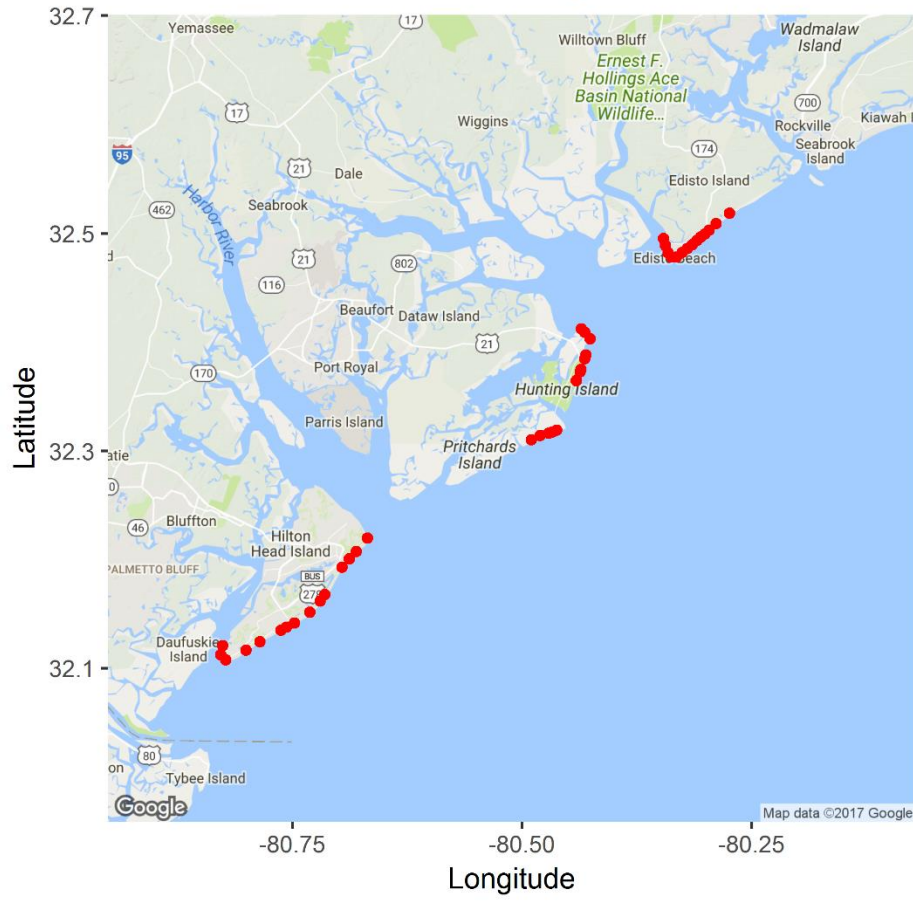 32.7
Yemassee
17
Willtown Bluff
Wadmalaw
Island
Ernest F.
Hollings Ace
Basin National
Wildlife...
17
Wiggins
700
Rockville
Kiawah I
Seabrook
Island
95
21
174
Dale
Edisto Island
Harbor River
462
Seabrook
32.5
21
802
Edisto Beach
116
Beaufort
Dataw Island
21
170
Port Royal
Hunting Island
Parris Island
Pritchards
Island
32.3
atie
0
46
Bluffton
Hilton
Head Island
PALMETTO BLUFF
BUS
278
Daufuskie
Island
32.1
80
on
Tybee Island
Google
Map data ©2017 Google
-80.75
-80.50
-80.25
Longitude
Latitude